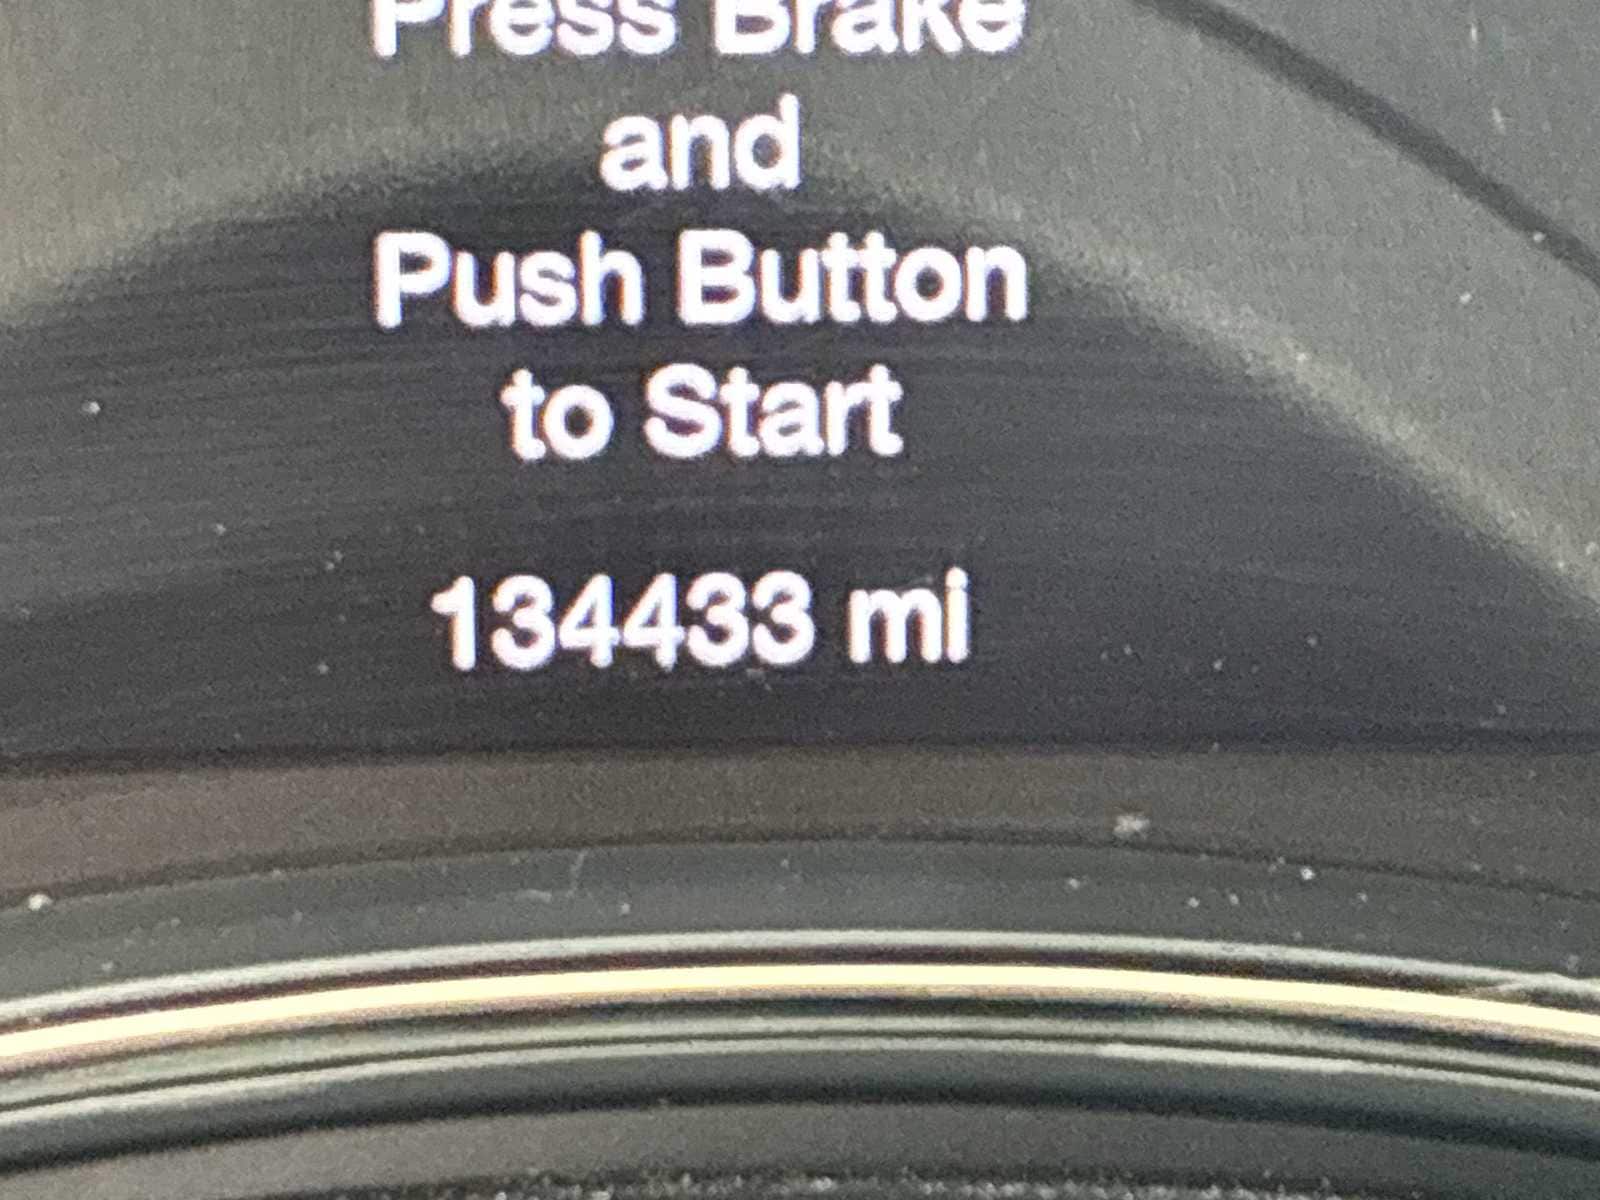 Press Brake
and
Push Button
to Start
134433 mi